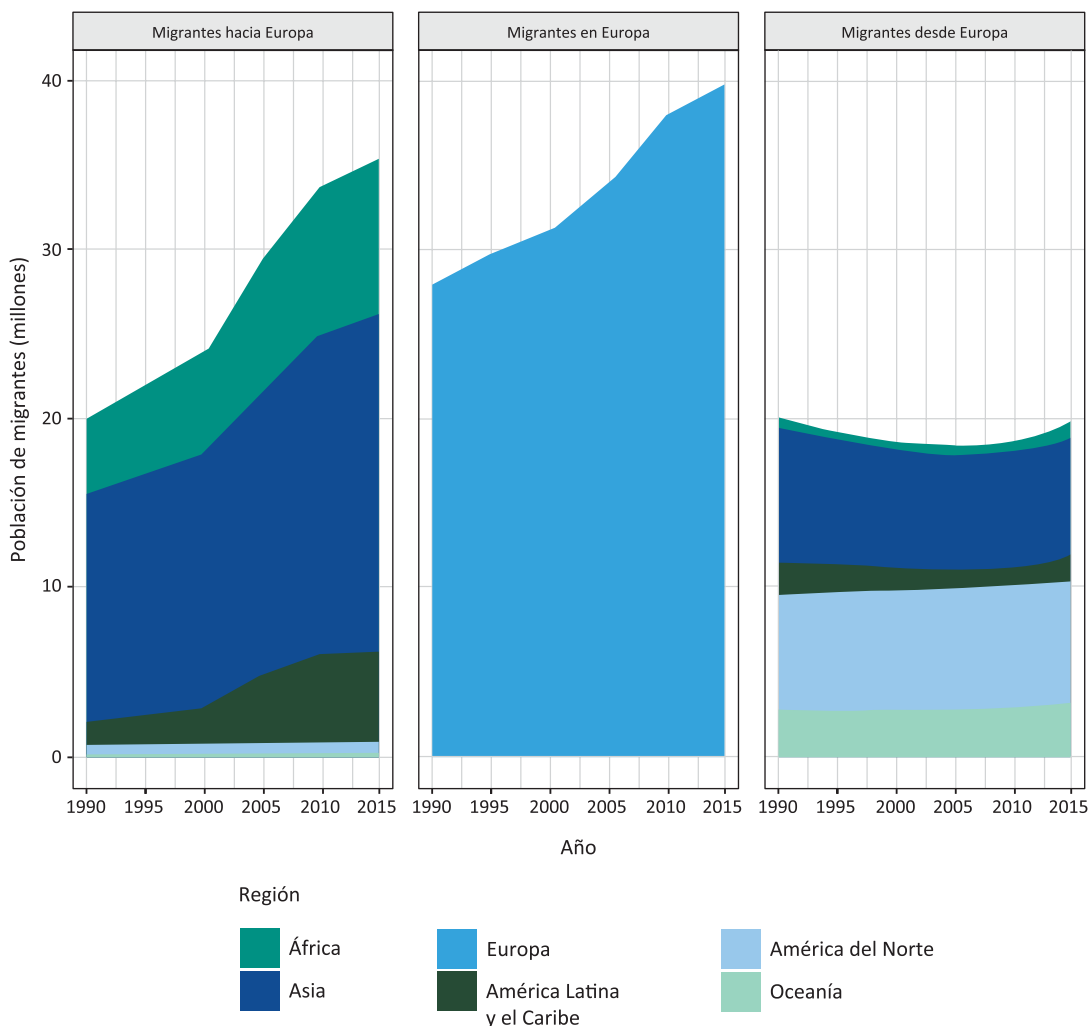 Migrantes hacia Europa
Migrantes en Europa
Migrantes desde Europa
Población de migrantes (millones)
40
30
20
10
0
1990 1995 2000 2005 2010 2015
1990 1995 2000 2005 2010 2015
1990 1995 2000 2005 2010 2015
Año
Región
África
Europa
América del Norte
Asia
América Latina
y el Caribe
Oceanía